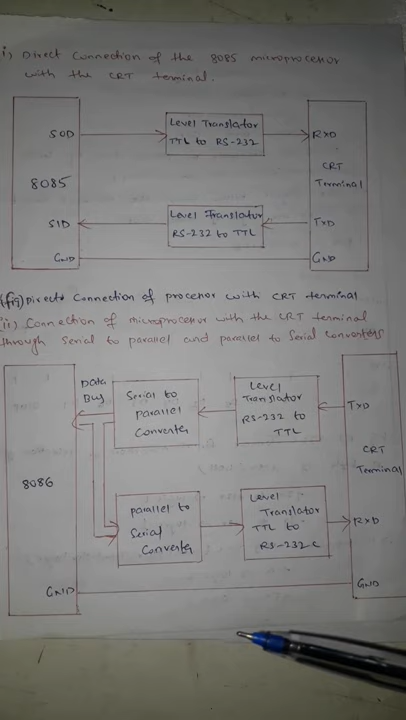 i) Direct Connection of the 8085 microprocessor
with the CRT terminal.
SOD
Level Translator
TTL to RS-232
RXD
8085
CRT
Terminal
SID
Level Translator
RS-232 to TTL
TXD
GND
GND
(fig) Direct Connection of processor with CRT terminal
ii) Connection of microprocessor with the CRT terminal
through Serial to parallel and parallel to Serial Converters
8086
Data
Bus
Serial to
parallel
Converter
Level
Translator
RS-232 to
TTL
TXD
CRT
Terminal
parallel to
Serial
Converter
Level
Translator
TTL to
RS-232 C
RXD
GND
GND